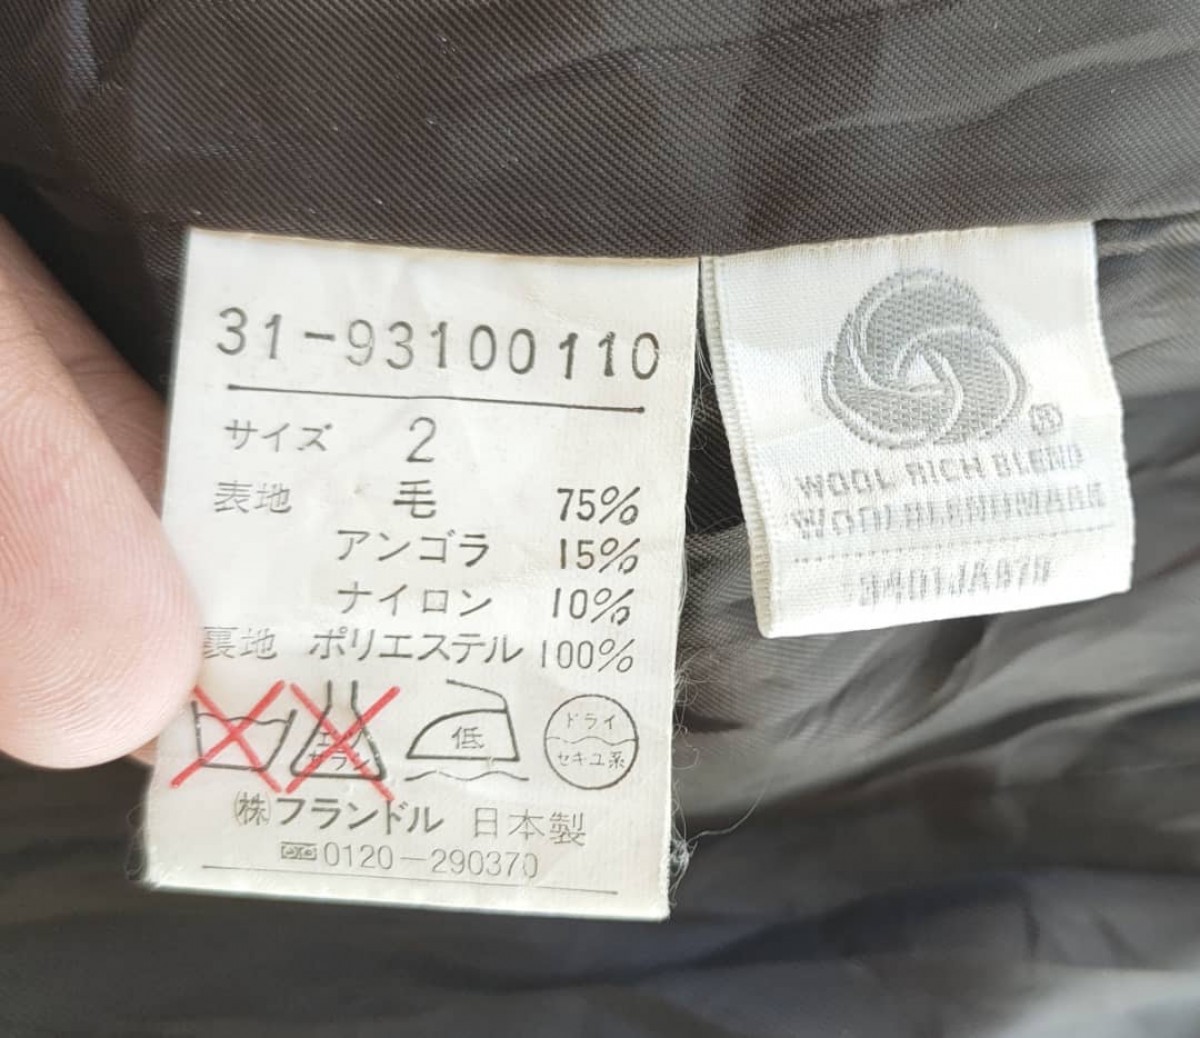 31-93100110
サイズ 2
表地 毛 75%
アンゴラ 15%
ナイロン 10%
裏地 ポリエステル 100%
低
ドライ
セキユ系
㈱フランドル 日本製
0120-290370
®
WOOL RICH BLEND
WOOLBLENDMARK